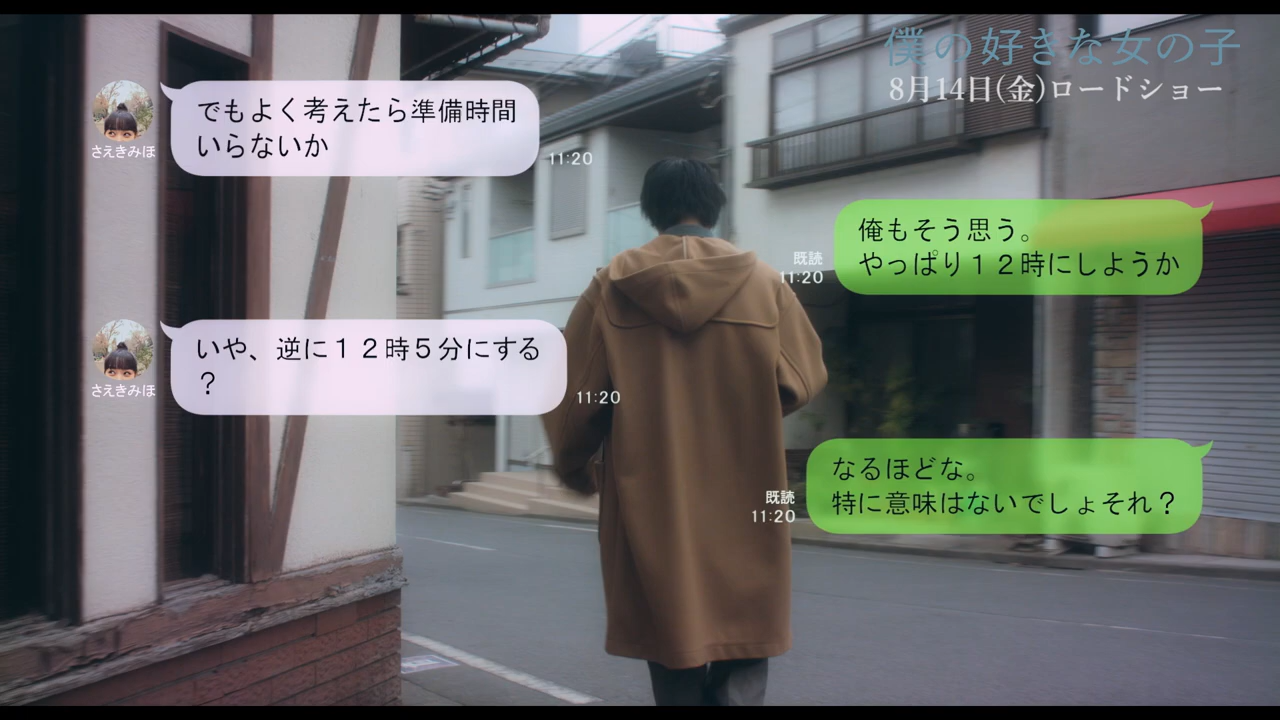 僕の好きな女の子
8月14日(金)ロードショー
さえきみほ
でもよく考えたら準備時間
いらないか
11:20
俺もそう思う。
やっぱり１２時にしようか
既読
11:20
さえきみほ
いや、逆に１２時５分にする
？
11:20
なるほどな。
特に意味はないでしょそれ？
既読
11:20